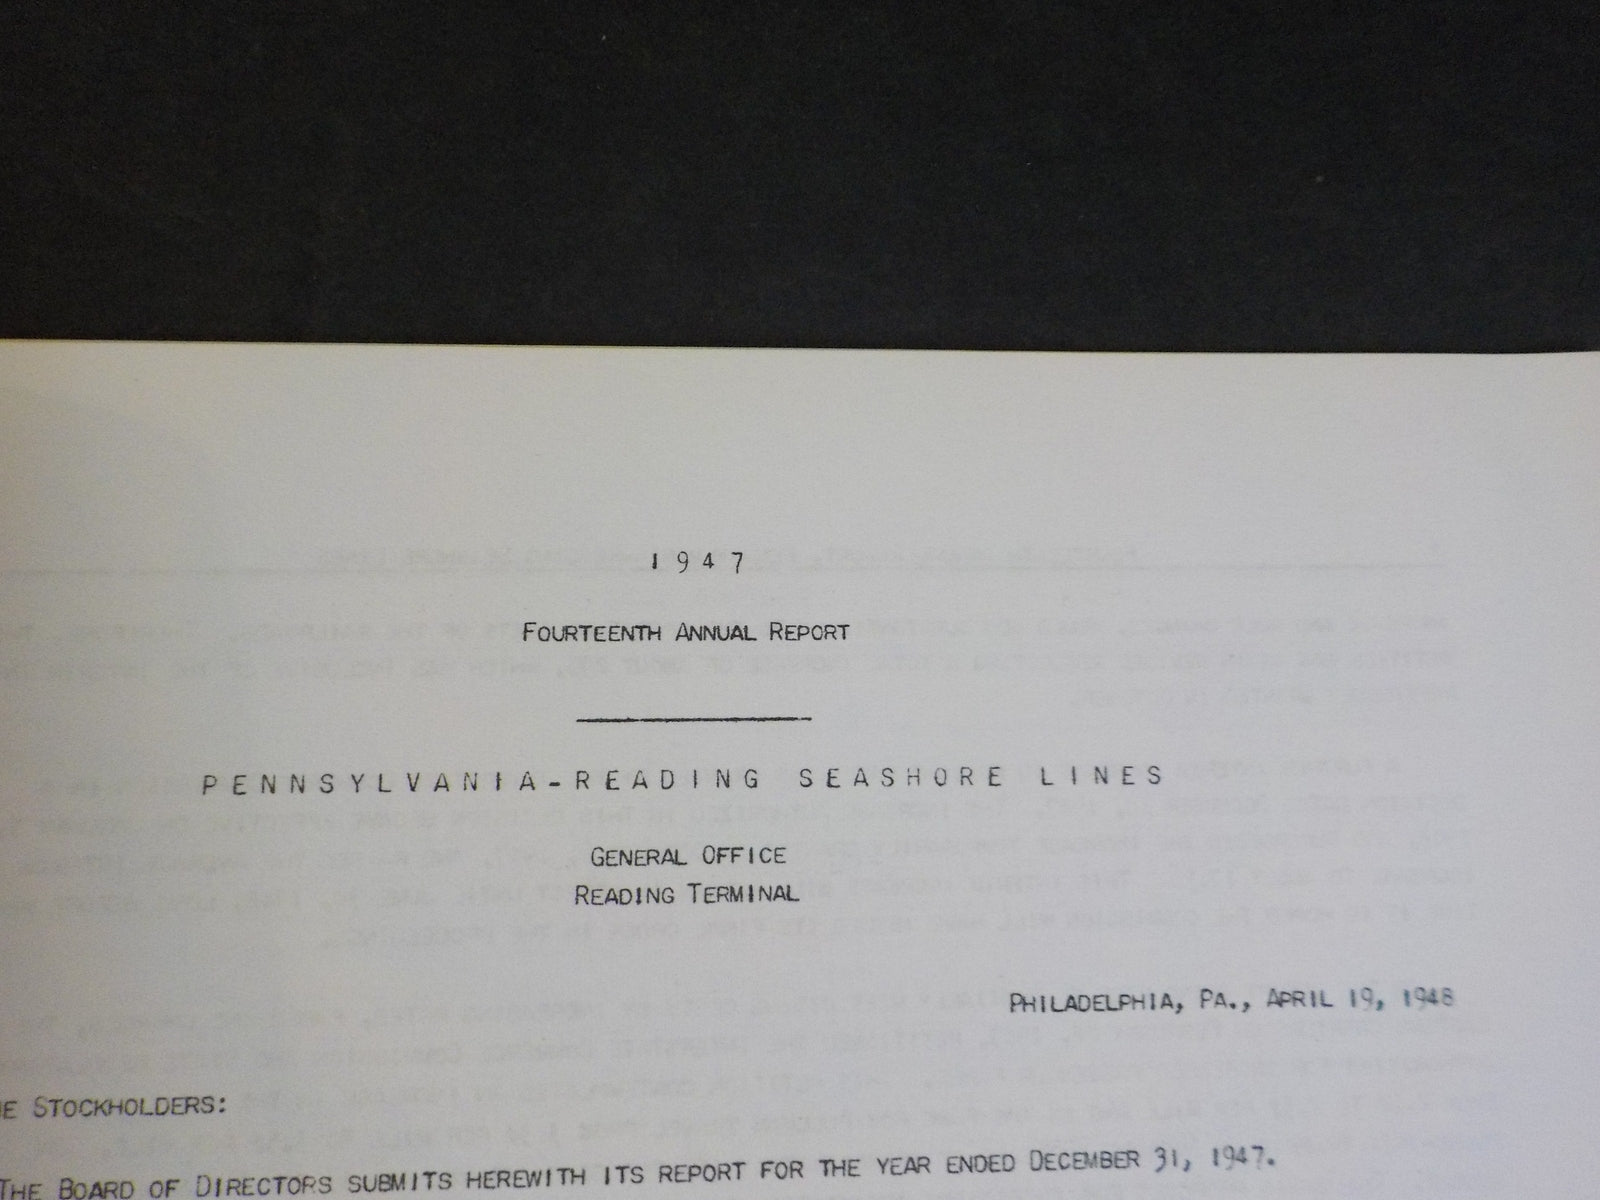 1947
FOURTEENTH ANNUAL REPORT
PENNSYLVANIA-READING SEASHORE LINES
GENERAL OFFICE
READING TERMINAL
PHILADELPHIA, PA., APRIL 19, 1948
STOCKHOLDERS:
THE BOARD OF DIRECTORS SUBMITS HEREWITH ITS REPORT FOR THE YEAR ENDED DECEMBER 31, 1947.